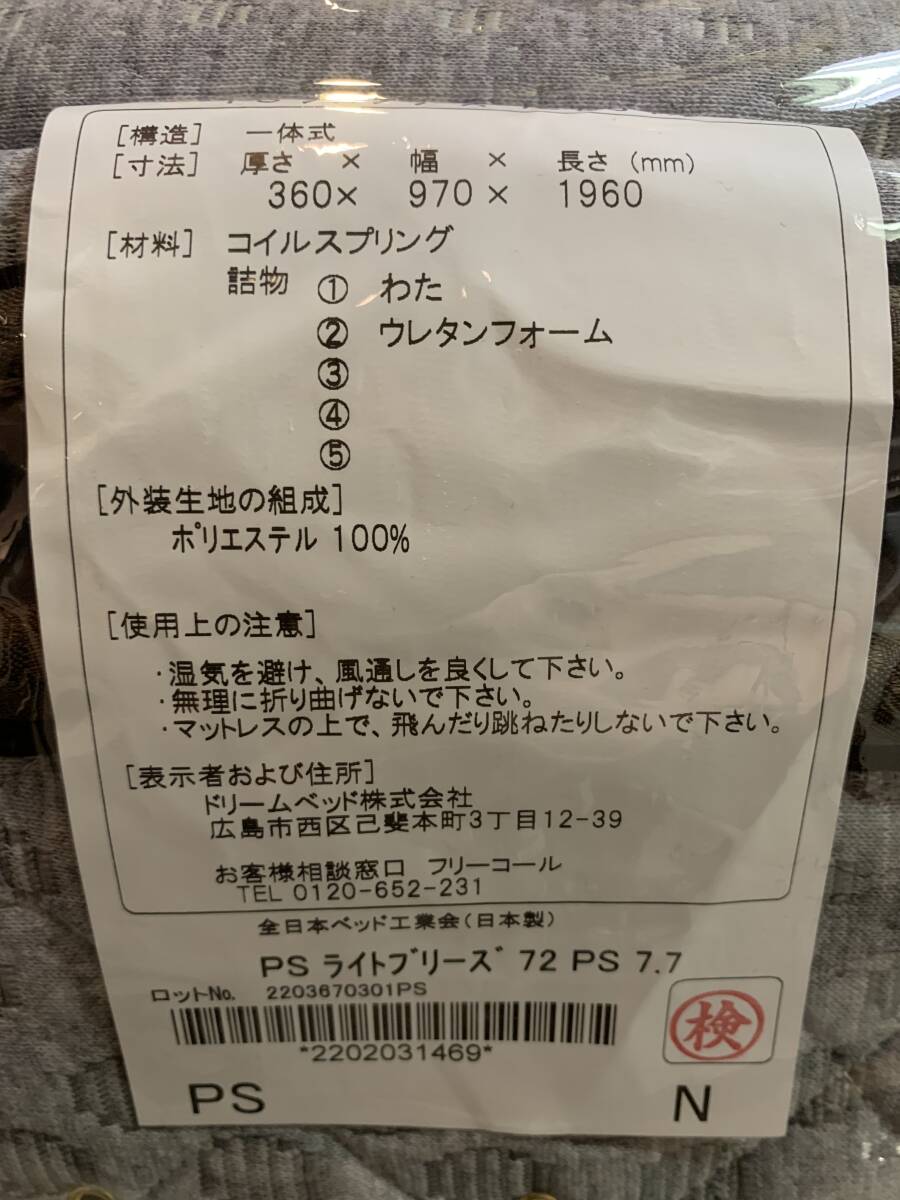 [構造] 一体式
[寸法] 厚さ × 幅 × 長さ (mm)
360× 970 × 1960
[材料] コイルスプリング
詰物 ① わた
② ウレタンフォーム
③
④
⑤
[外装生地の組成]
ポリエステル 100%
[使用上の注意]
・湿気を避け、風通しを良くして下さい。
・無理に折り曲げないで下さい。
・マットレスの上で、飛んだり跳ねたりしないで下さい。
[表示者および住所]
ドリームベッド株式会社
広島市西区己斐本町3丁目12-39
お客様相談窓口 フリーコール
TEL 0120-652-231
全日本ベッド工業会(日本製)
PS ライトブリーズ 72 PS 7.7
ロットNo. 2203670301PS
*2202031469*
検
PS N